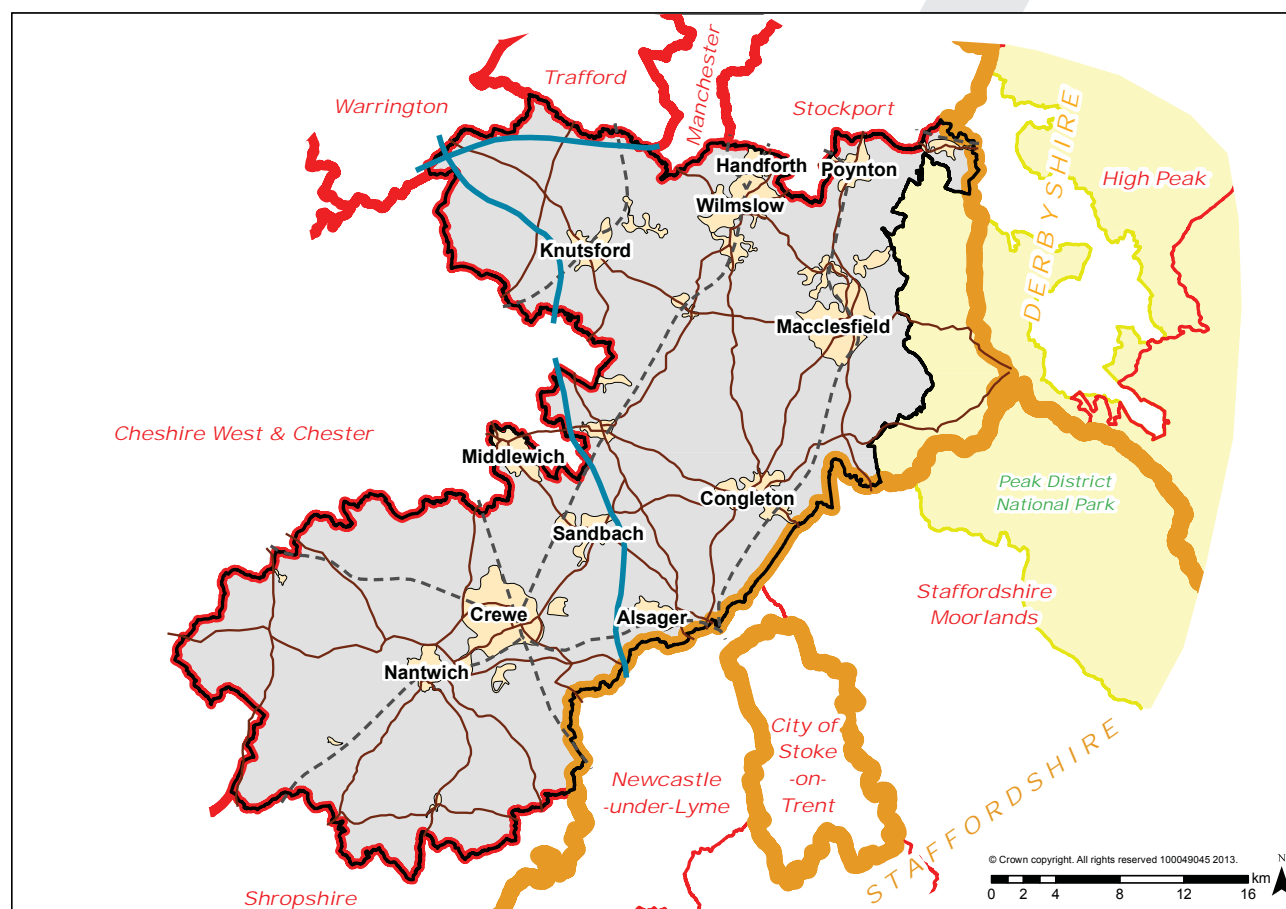 Trafford
Manchester
Warrington
Stockport
DERBYSHIRE
Handforth
Poynton
High Peak
Wilmslow
Knutsford
Macclesfield
Cheshire West & Chester
Middlewich
Congleton
Peak District
National Park
Sandbach
Staffordshire
Moorlands
Crewe
Alsager
Nantwich
City of
Stoke
-on-
Trent
Newcastle
-under-Lyme
STAFFORDSHIRE
Shropshire
© Crown copyright. All rights reserved 100049045 2013.
N
km
0 2 4 8 12 16